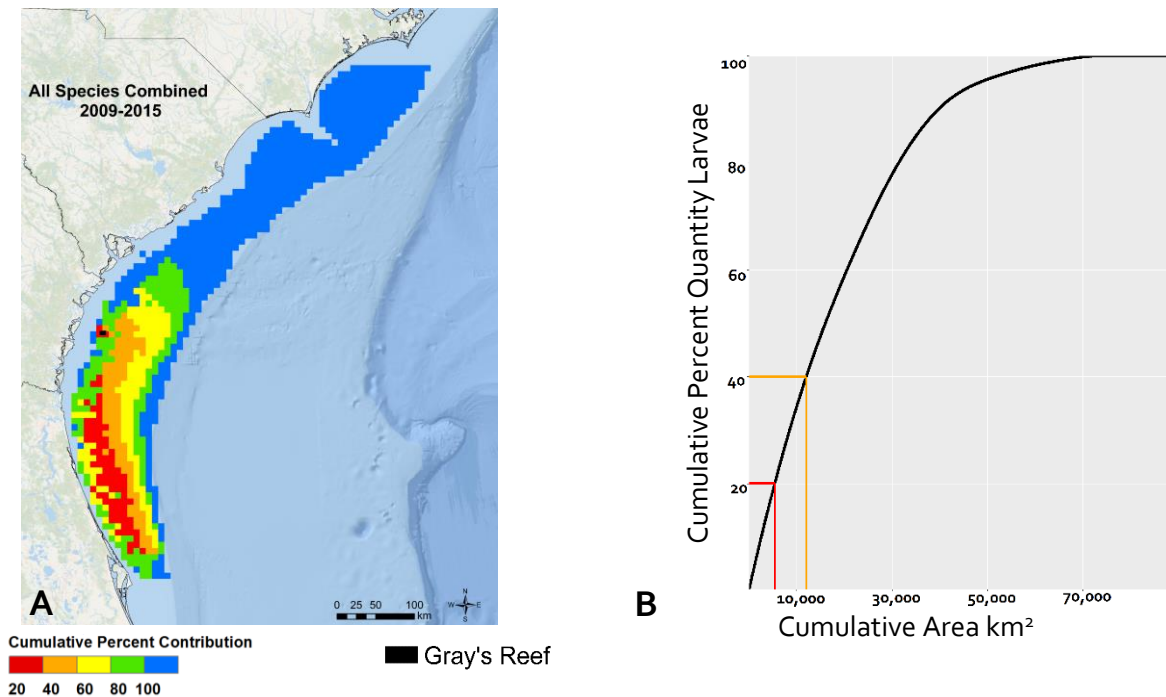 All Species Combined
2009-2015
0 25 50 100
km
N
W E
S
A
Cumulative Percent Contribution
20 40 60 80 100
Gray's Reef
100
80
60
40
20
Cumulative Percent Quantity Larvae
10,000 30,000 50,000 70,000
Cumulative Area km²
B